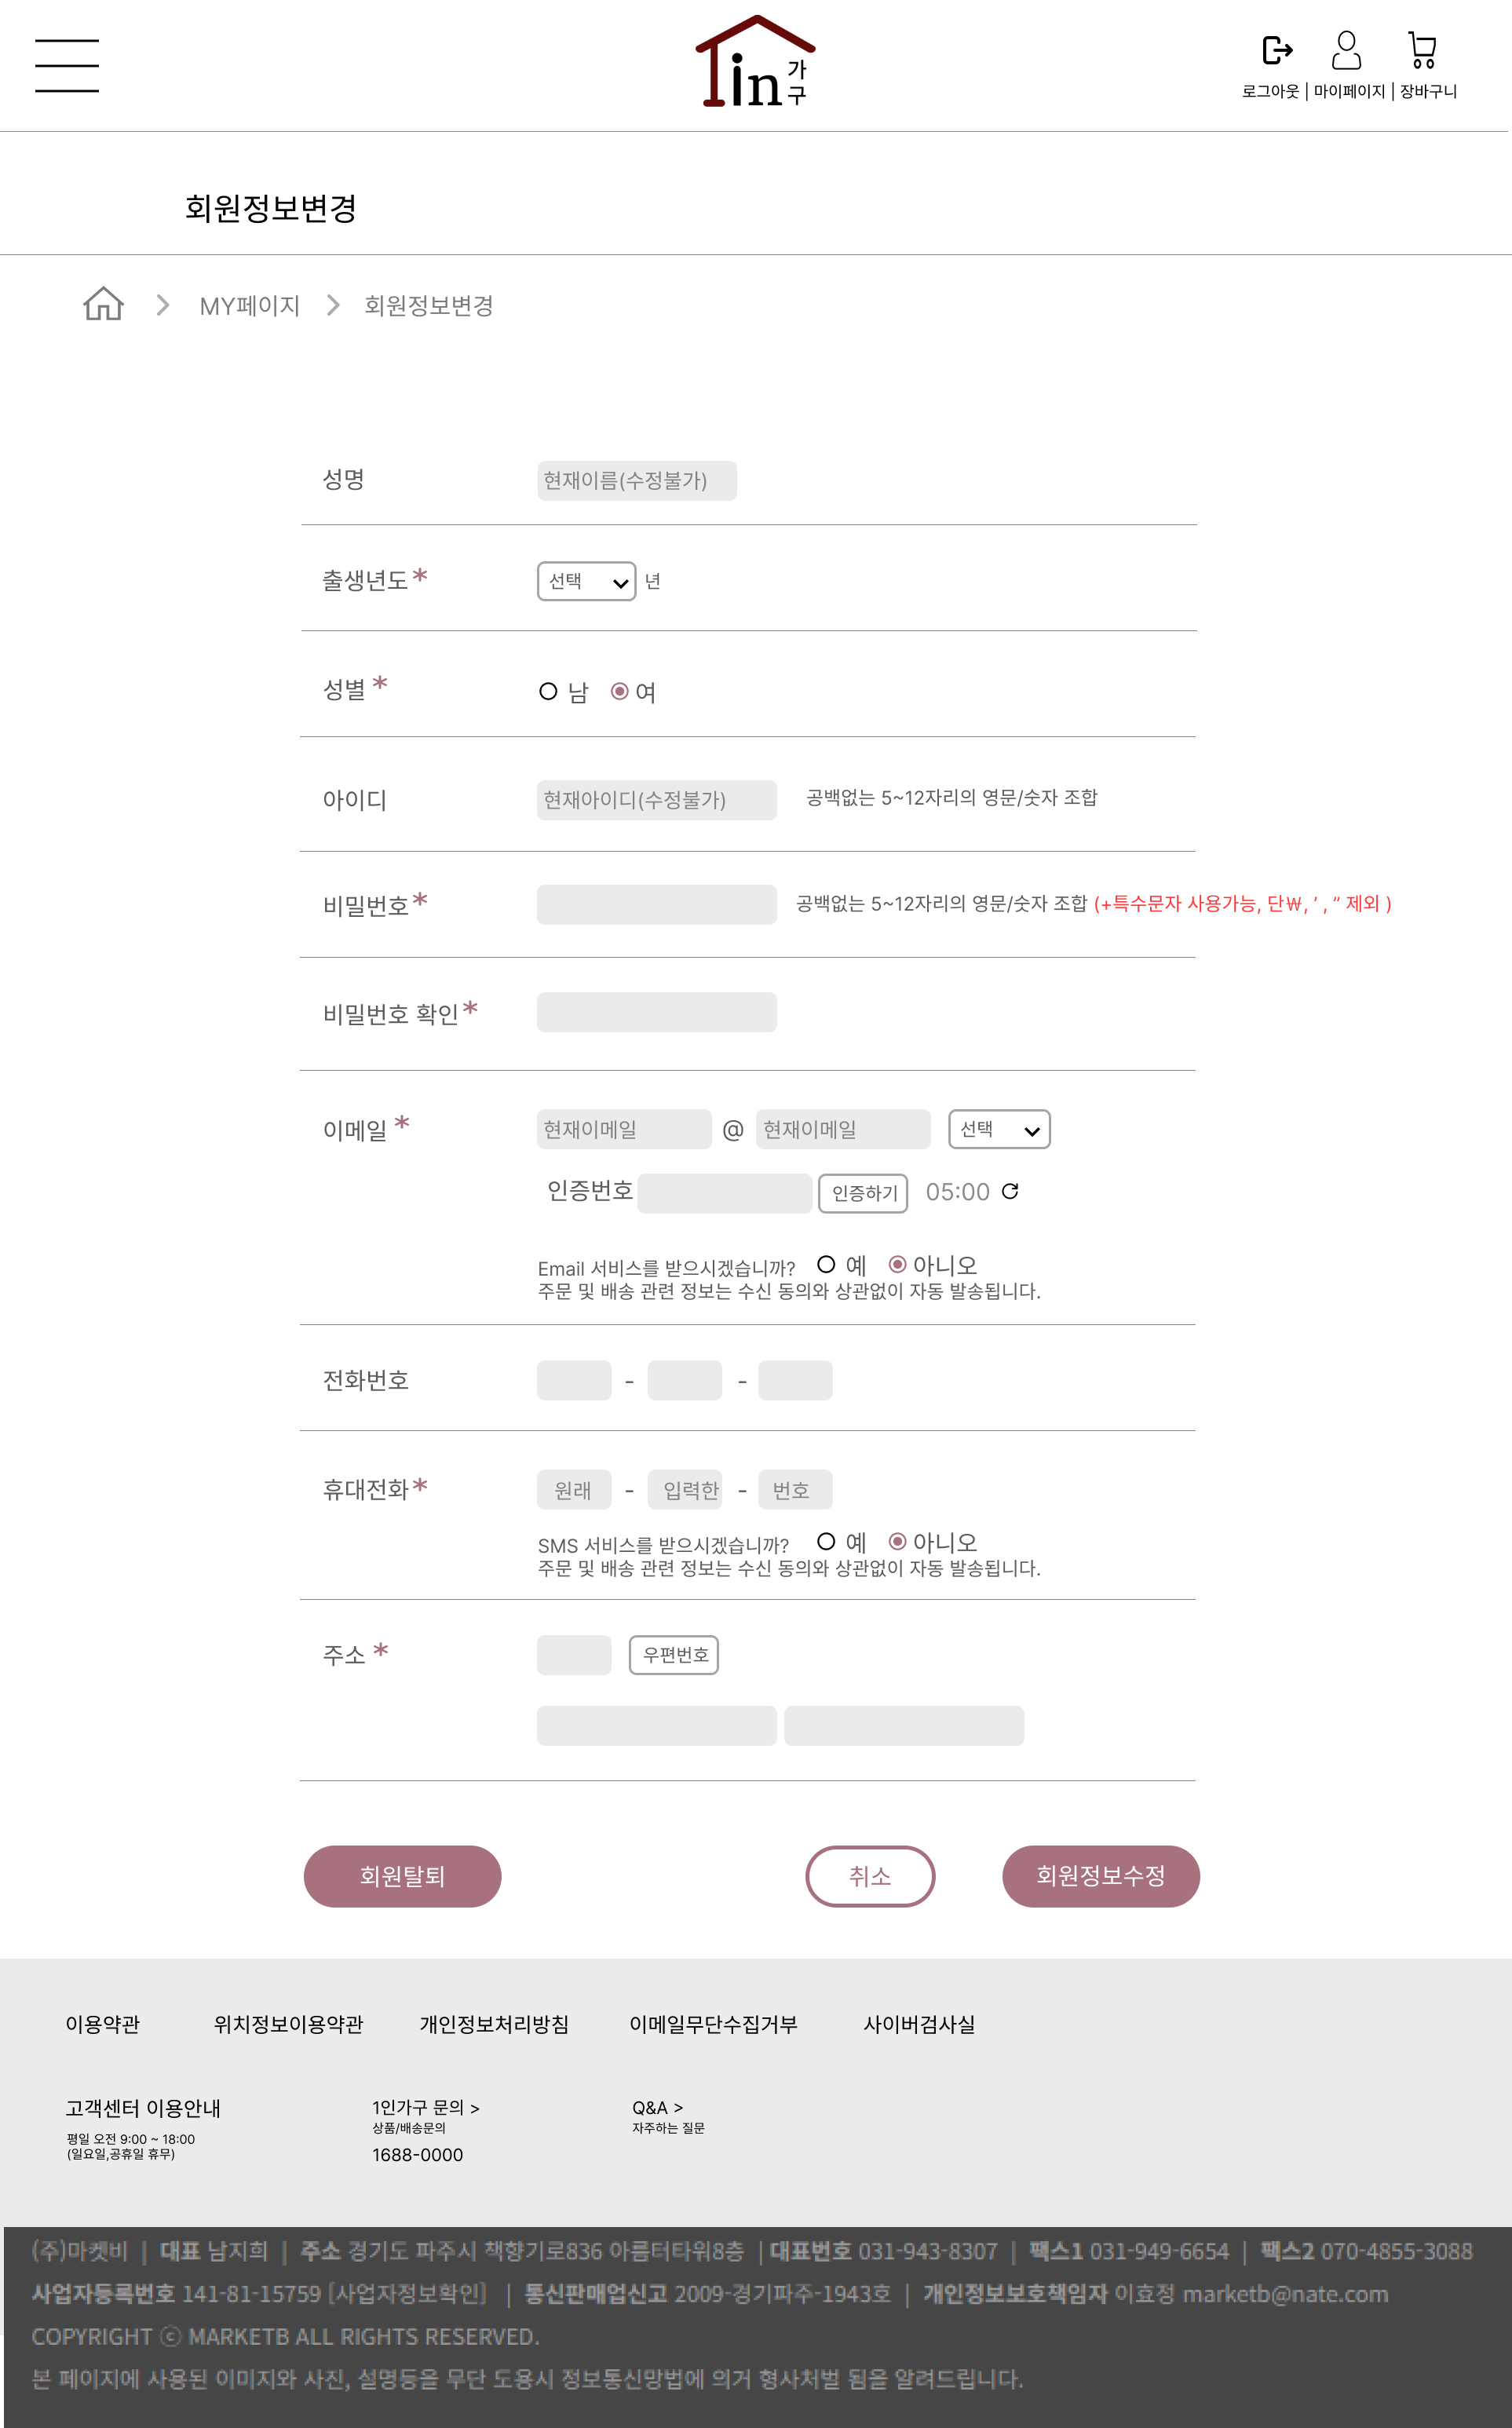 in 가
구
로그아웃 | 마이페이지 | 장바구니
회원정보변경
MY페이지 회원정보변경
성명 현재이름(수정불가)
출생년도* 선택 년
성별 * 남 여
아이디 현재아이디(수정불가) 공백없는 5~12자리의 영문/숫자 조합
비밀번호* 공백없는 5~12자리의 영문/숫자 조합 (+특수문자 사용가능, 단₩, ’ , ” 제외 )
비밀번호 확인*
이메일 * 현재이메일 @ 현재이메일 선택
인증번호 인증하기 05:00
Email 서비스를 받으시겠습니까? 예 아니오
주문 및 배송 관련 정보는 수신 동의와 상관없이 자동 발송됩니다.
전화번호 - -
휴대전화* 원래 - 입력한 - 번호
SMS 서비스를 받으시겠습니까? 예 아니오
주문 및 배송 관련 정보는 수신 동의와 상관없이 자동 발송됩니다.
주소 * 우편번호
회원탈퇴 취소 회원정보수정
이용약관 위치정보이용약관 개인정보처리방침 이메일무단수집거부 사이버검사실
고객센터 이용안내 1인가구 문의 > Q&A >
상품/배송문의 자주하는 질문
평일 오전 9:00 ~ 18:00
(일요일,공휴일 휴무) 1688-0000
(주)마켓비 | 대표 남지희 | 주소 경기도 파주시 책향기로836 아름터타워8층 | 대표번호 031-943-8307 | 팩스1 031-949-6654 | 팩스2 070-4855-3088
사업자등록번호 141-81-15759 [사업자정보확인] | 통신판매업신고 2009-경기파주-1943호 | 개인정보보호책임자 이효정 marketb@nate.com
COPYRIGHT ⓒ MARKETB ALL RIGHTS RESERVED.
본 페이지에 사용된 이미지와 사진, 설명등을 무단 도용시 정보통신망법에 의거 형사처벌 됨을 알려드립니다.